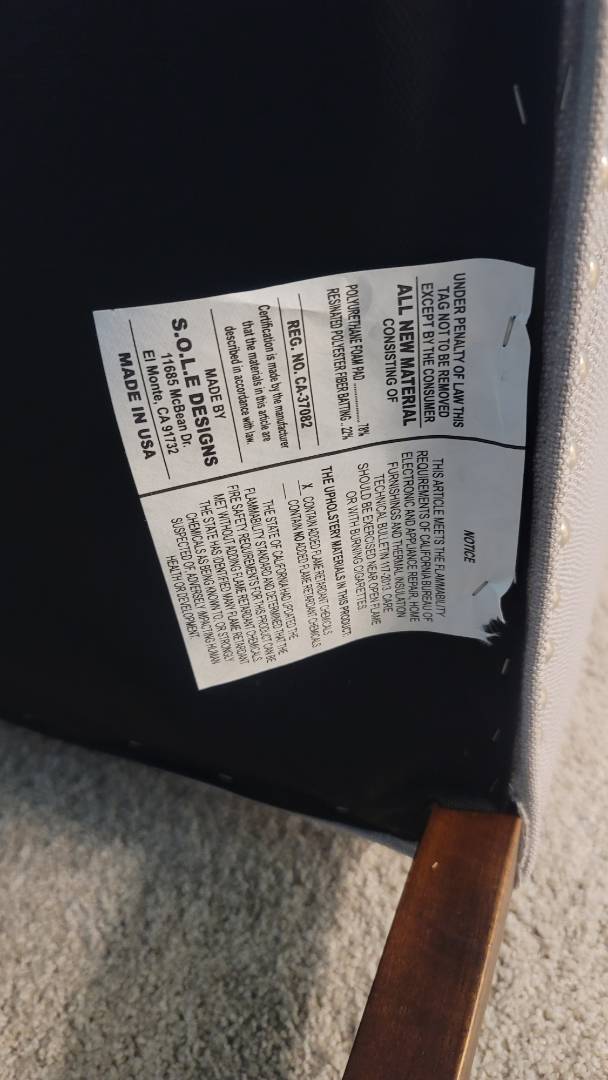 UNDER PENALTY OF LAW THIS
TAG NOT TO BE REMOVED
EXCEPT BY THE CONSUMER
ALL NEW MATERIAL
CONSISTING OF
POLYURETHANE FOAM PAD .............. 78%
RESINATED POLYESTER FIBER BATTING .. 22%
REG. NO. CA-37082
Certification is made by the manufacturer
that the materials in this article are
described in accordance with law.
MADE BY
S.O.L.E DESIGNS
11685 McBean Dr.
El Monte, CA 91732
MADE IN USA
NOTICE
THIS ARTICLE MEETS THE FLAMMABILITY
REQUIREMENTS OF CALIFORNIA BUREAU OF
ELECTRONIC AND APPLIANCE REPAIR, HOME
FURNISHINGS AND THERMAL INSULATION
TECHNICAL BULLETIN 117-2013. CARE
SHOULD BE EXERCISED NEAR OPEN FLAME
OR WITH BURNING CIGARETTES.
THE UPHOLSTERY MATERIALS IN THIS PRODUCT:
X CONTAIN ADDED FLAME RETARDANT CHEMICALS
CONTAIN NO ADDED FLAME RETARDANT CHEMICALS
THE STATE OF CALIFORNIA HAD UPDATED THE
FLAMMABILITY STANDARD AND DETERMINED THAT THE
FIRE SAFETY REQUIREMENTS FOR THIS PRODUCT CAN BE
MET WITHOUT ADDING FLAME RETARDANT CHEMICALS.
THE STATE HAS IDENTIFIED MANY FLAME RETARDANT
CHEMICALS AS BEING KNOWN TO, OR STRONGLY
SUSPECTED OF ADVERSELY IMPACTING HUMAN
HEALTH OR DEVELOPMENT.